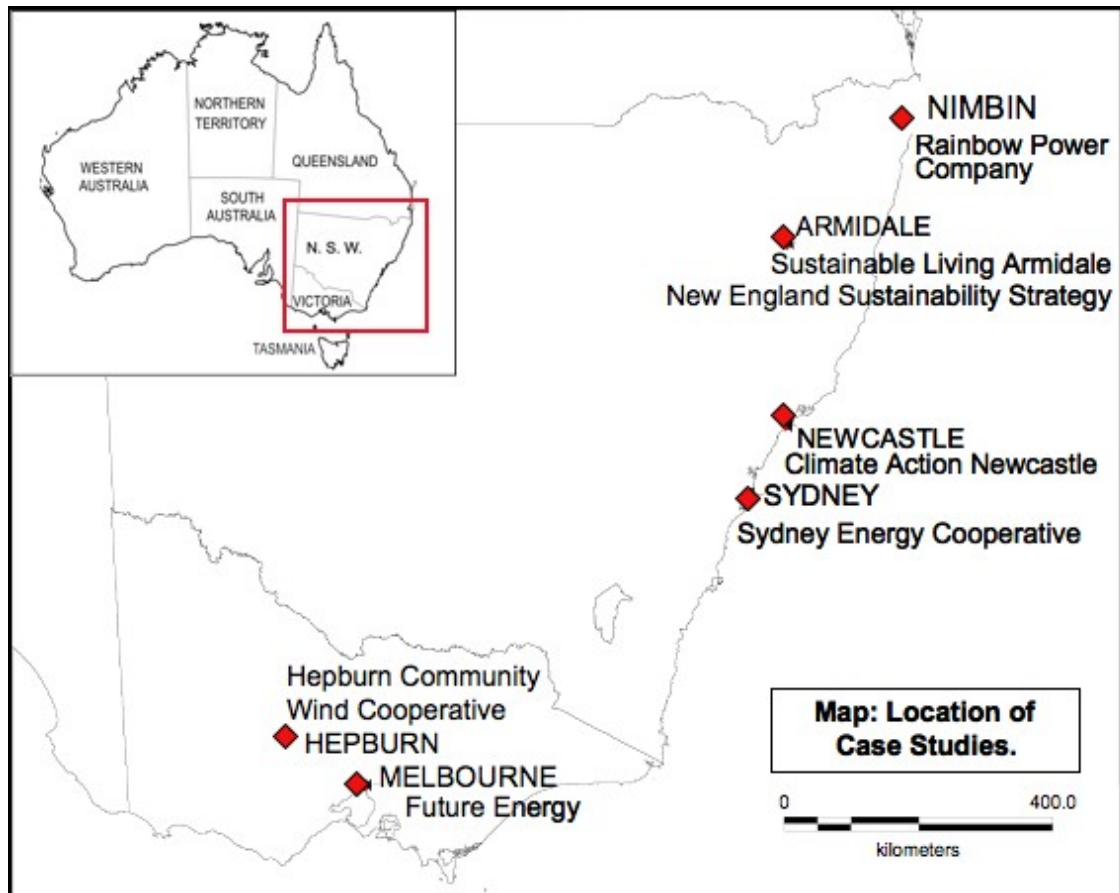 NORTHERN
TERRITORY
WESTERN
AUSTRALIA
QUEENSLAND
SOUTH
AUSTRALIA
N. S. W.
VICTORIA
TASMANIA
NIMBIN
Rainbow Power
Company
ARMIDALE
Sustainable Living Armidale
New England Sustainability Strategy
NEWCASTLE
Climate Action Newcastle
SYDNEY
Sydney Energy Cooperative
Hepburn Community
Wind Cooperative
HEPBURN
MELBOURNE
Future Energy
Map: Location of
Case Studies.
0 400.0
kilometers